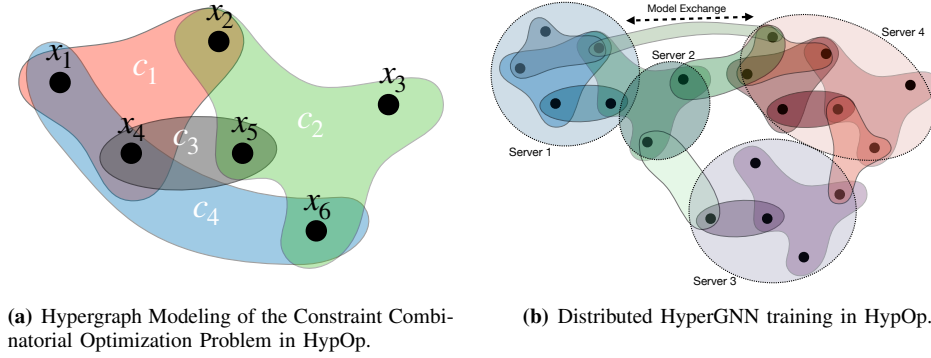 x2
x1
c1
x3
c2
x4
c3
x5
c4
x6
Model Exchange
Server 4
Server 2
Server 1
Server 3
(a) Hypergraph Modeling of the Constraint Combi-
natorial Optimization Problem in HypOp.
(b) Distributed HyperGNN training in HypOp.